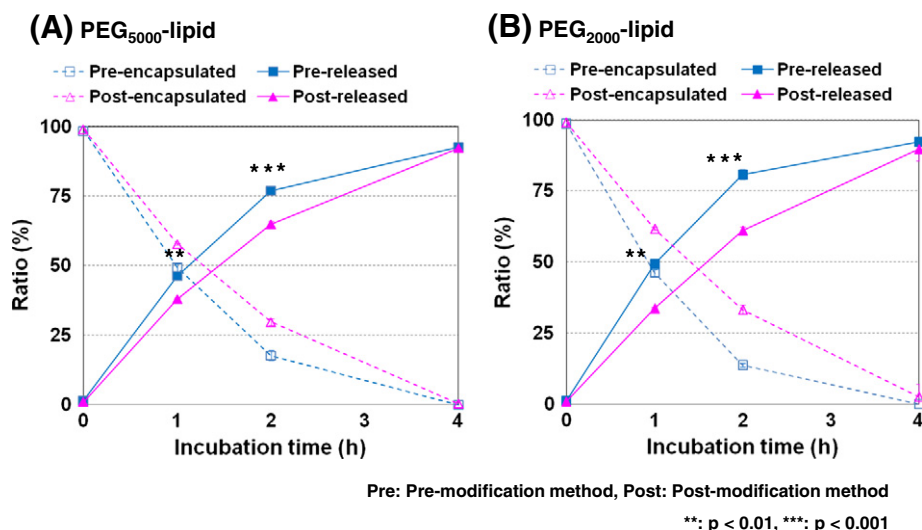 (A) PEG5000-lipid
Pre-encapsulated Pre-released
Post-encapsulated Post-released
100
75
50
25
0
Ratio (%)
***
**
0 1 2 3 4
Incubation time (h)
(B) PEG2000-lipid
Pre-encapsulated Pre-released
Post-encapsulated Post-released
100
75
50
25
0
Ratio (%)
***
**
0 1 2 3 4
Incubation time (h)
Pre: Pre-modification method, Post: Post-modification method
**: p < 0.01, ***: p < 0.001